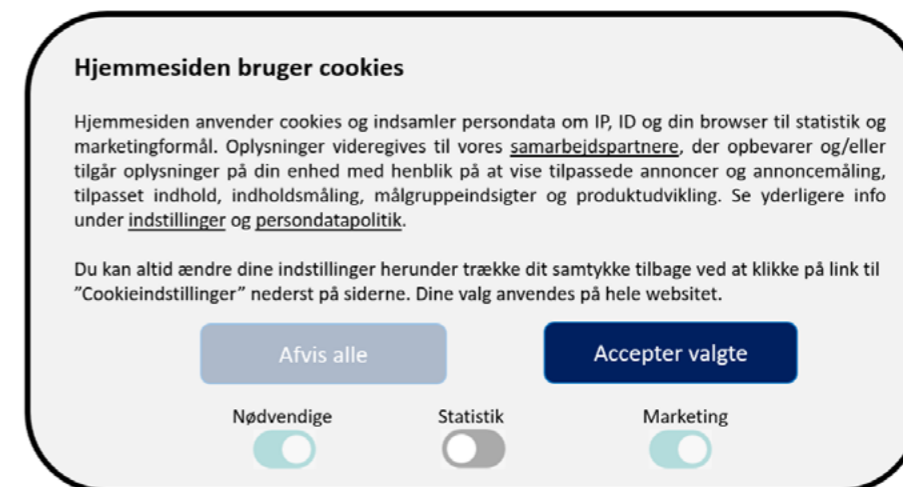 Hjemmesiden bruger cookies
Hjemmesiden anvender cookies og indsamler persondata om IP, ID og din browser til statistik og
marketingformål. Oplysninger videregives til vores samarbejdspartnere, der opbevarer og/eller
tilgår oplysninger på din enhed med henblik på at vise tilpassede annoncer og annoncemåling,
tilpasset indhold, indholdsmåling, målgruppeindsigter og produktudvikling. Se yderligere info
under indstillinger og persondatapolitik.
Du kan altid ændre dine indstillinger herunder trække dit samtykke tilbage ved at klikke på link til
”Cookieindstillinger” nederst på siderne. Dine valg anvendes på hele websitet.
Afvis alle Accepter valgte
Nødvendige Statistik Marketing